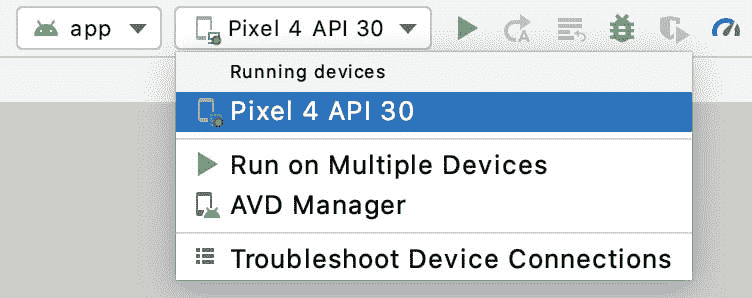 app Pixel 4 API 30
Running devices
Pixel 4 API 30
Run on Multiple Devices
AVD Manager
Troubleshoot Device Connections